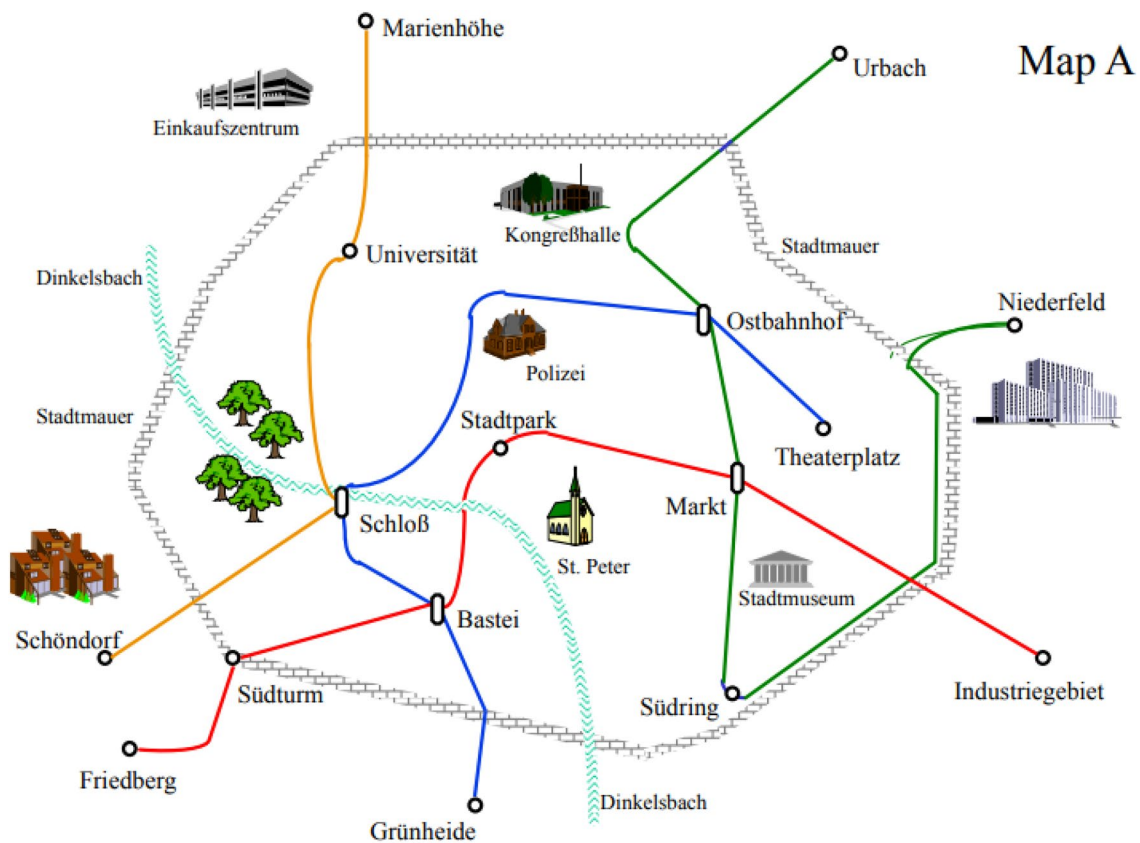 Marienhöhe
Urbach
Map A
Einkaufszentrum
Kongreßhalle
Stadtmauer
Universität
Dinkelsbach
Niederfeld
Ostbahnhof
Polizei
Stadtmauer
Stadtpark
Theaterplatz
Markt
Schloß
St. Peter
Stadtmuseum
Bastei
Schöndorf
Südturm
Südring
Industriegebiet
Friedberg
Dinkelsbach
Grünheide